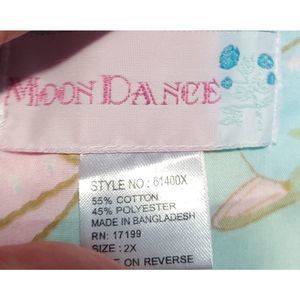 MOON DANCE
STYLE NO: 61400X
55% COTTON
45% POLYESTER
MADE IN BANGLADESH
RN: 17199
SIZE: 2X
E ON REVERSE